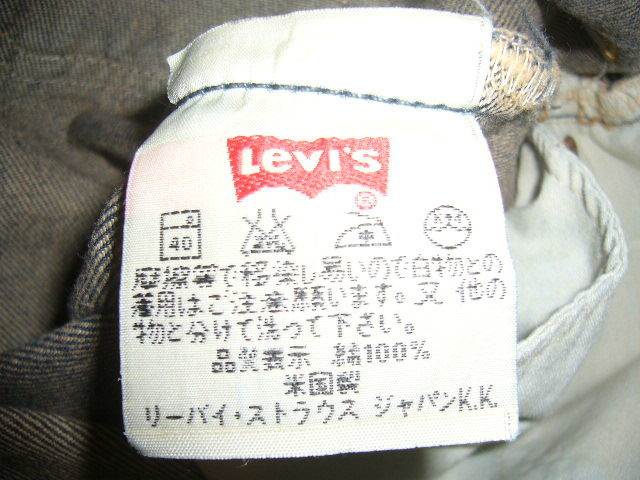 Levi's
®
40
摩擦等で移染し易いので白物との
着用はご注意願います。又 他の
物と分けて洗って下さい。
品質表示 綿100%
米国製
リーバイ・ストラウス ジャパンK.K.